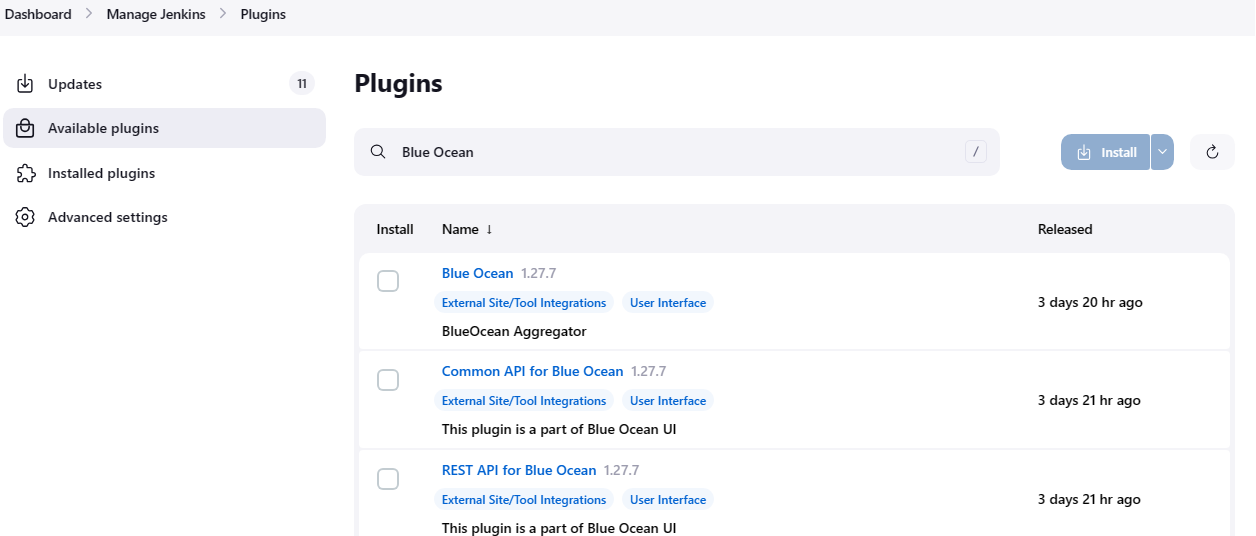 Dashboard > Manage Jenkins > Plugins
Updates 11
Available plugins
Installed plugins
Advanced settings
Plugins
Blue Ocean /
Install
Install Name ↓ Released
Blue Ocean 1.27.7
External Site/Tool Integrations User Interface
3 days 20 hr ago
BlueOcean Aggregator
Common API for Blue Ocean 1.27.7
External Site/Tool Integrations User Interface
3 days 21 hr ago
This plugin is a part of Blue Ocean UI
REST API for Blue Ocean 1.27.7
External Site/Tool Integrations User Interface
3 days 21 hr ago
This plugin is a part of Blue Ocean UI